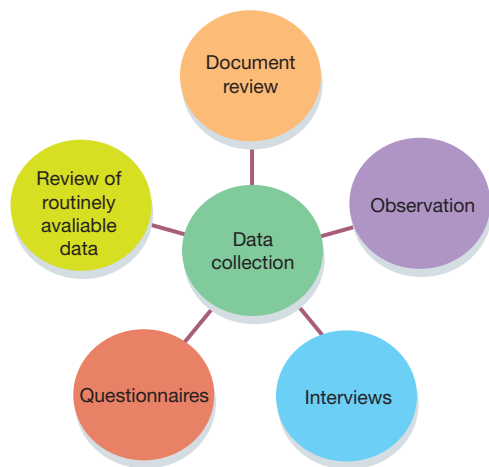 Document
review
Review of
routinely
avaliable
data
Observation
Data
collection
Questionnaires
Interviews